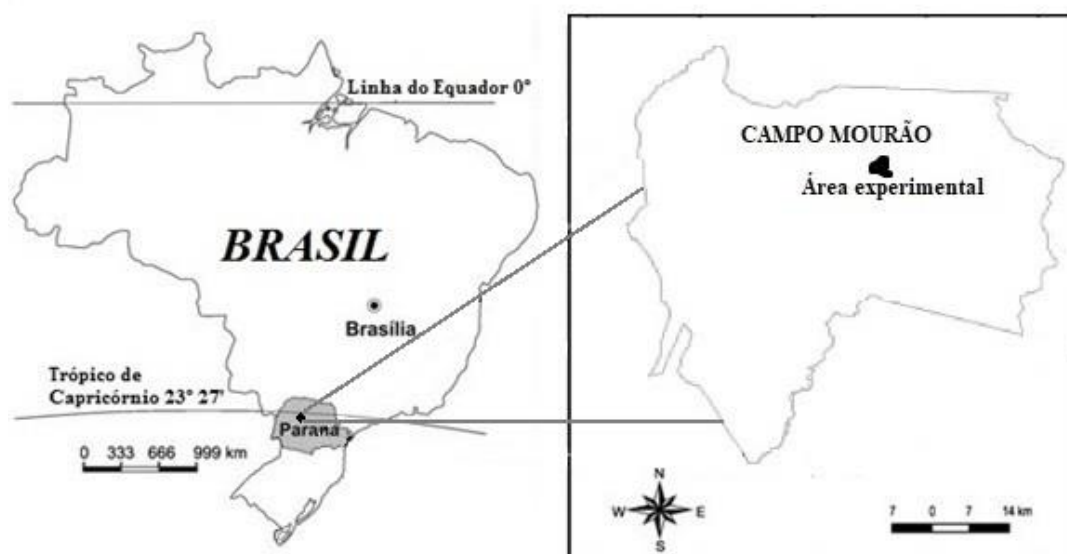 Linha do Equador 0°
BRASIL
Brasília
Trópico de
Capricórnio 23° 27'
Paraná
0 333 666 999 km
CAMPO MOURÃO
Área experimental
N
W E
S
7 0 7 14 km